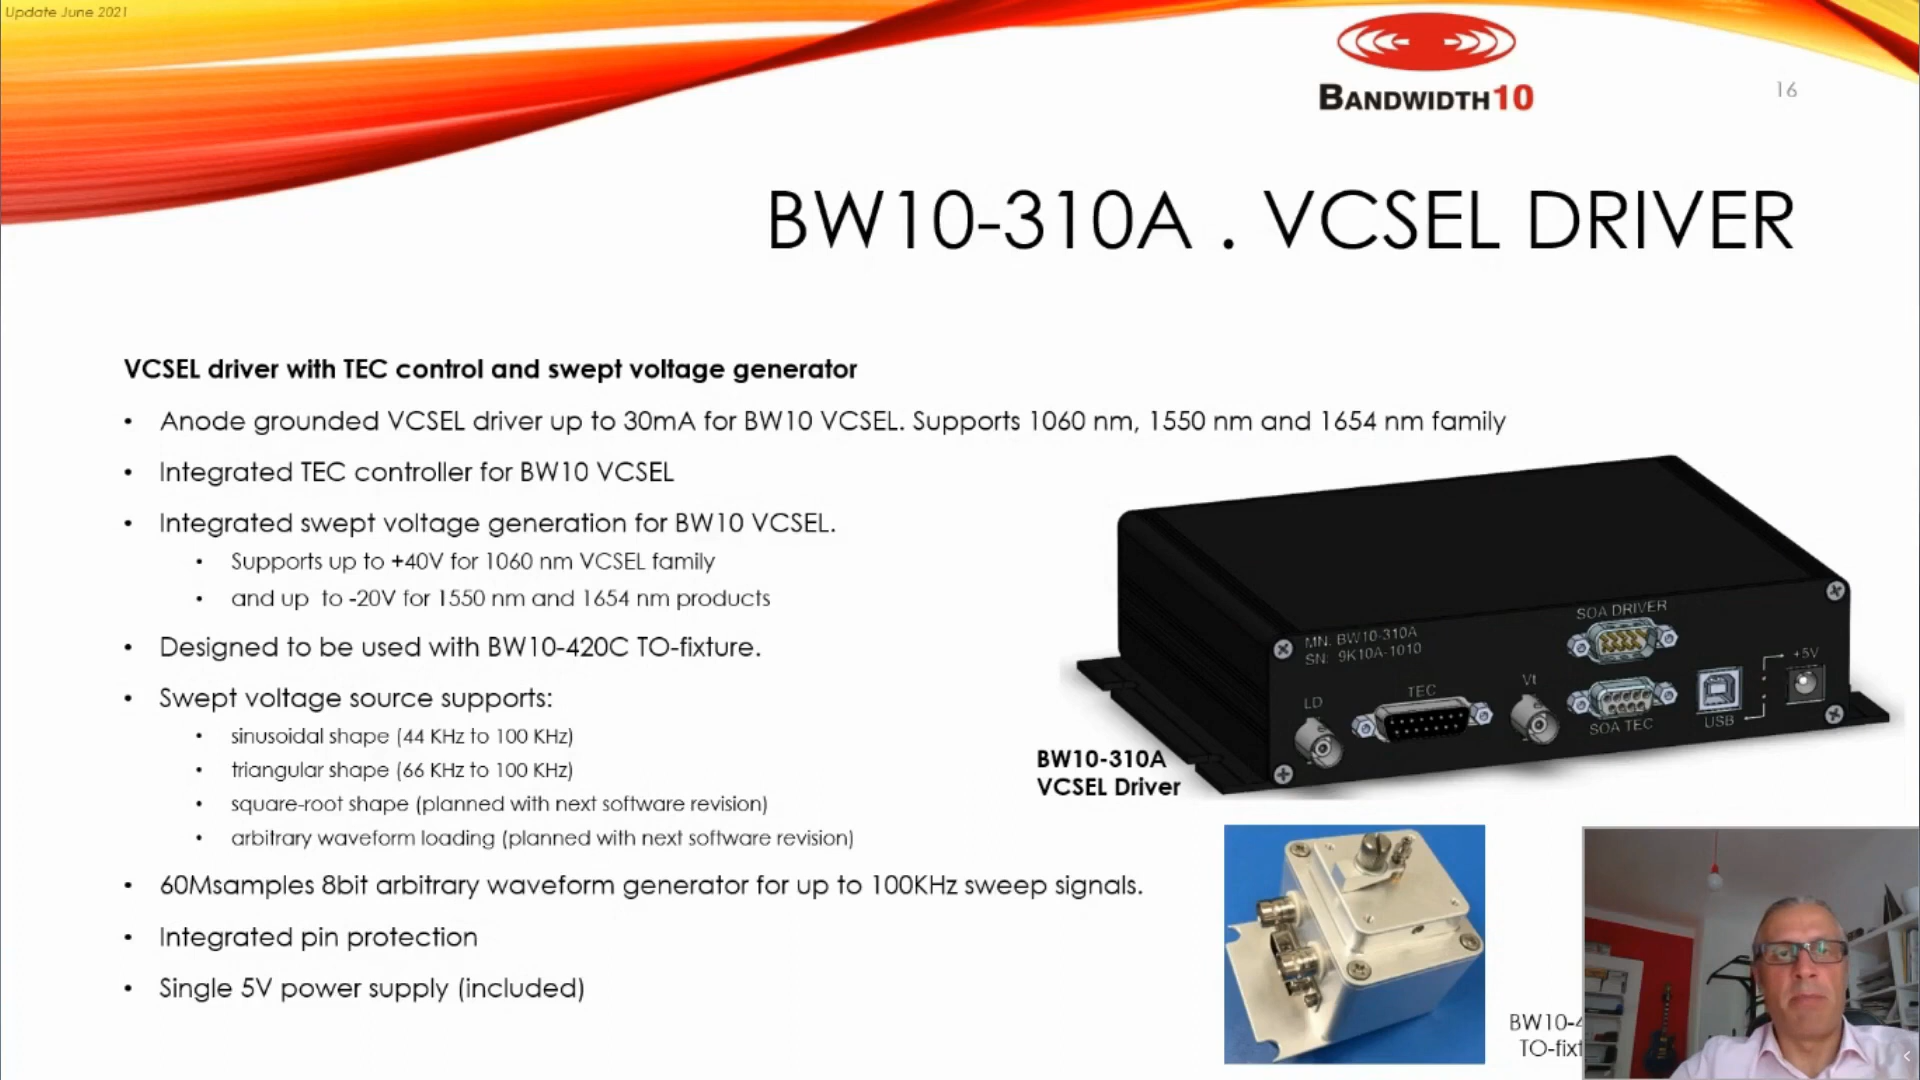 Update June 2021
BANDWIDTH10
16
BW10-310A . VCSEL DRIVER
VCSEL driver with TEC control and swept voltage generator
• Anode grounded VCSEL driver up to 30mA for BW10 VCSEL. Supports 1060 nm, 1550 nm and 1654 nm family
• Integrated TEC controller for BW10 VCSEL
• Integrated swept voltage generation for BW10 VCSEL.
• Supports up to +40V for 1060 nm VCSEL family
• and up to -20V for 1550 nm and 1654 nm products
• Designed to be used with BW10-420C TO-fixture.
• Swept voltage source supports:
• sinusoidal shape (44 KHz to 100 KHz)
• triangular shape (66 KHz to 100 KHz)
• square-root shape (planned with next software revision)
• arbitrary waveform loading (planned with next software revision)
• 60Msamples 8bit arbitrary waveform generator for up to 100KHz sweep signals.
• Integrated pin protection
• Single 5V power supply (included)
SOA DRIVER
MN. BW10-310A
SN: 9K10A-1010
+5V
LD
TEC
Vt
SOA TEC
USB
BW10-310A
VCSEL Driver
BW10-4
TO-fixt